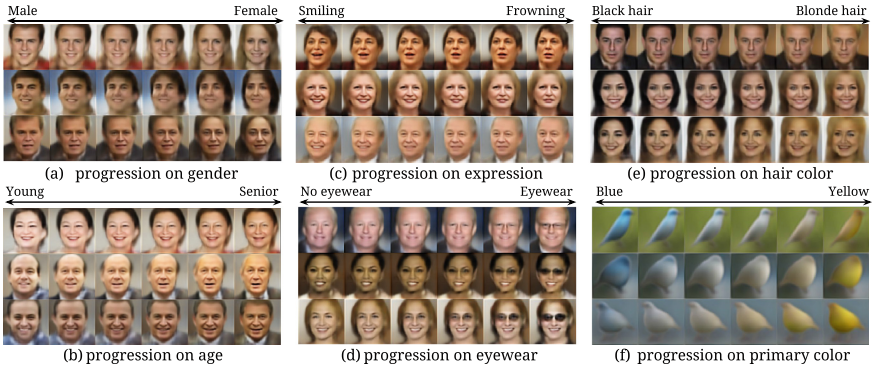 Male Female
Smiling Frowning
Black hair Blonde hair
(a) progression on gender
(c) progression on expression
(e) progression on hair color
Young Senior
No eyewear Eyewear
Blue Yellow
(b) progression on age
(d) progression on eyewear
(f) progression on primary color